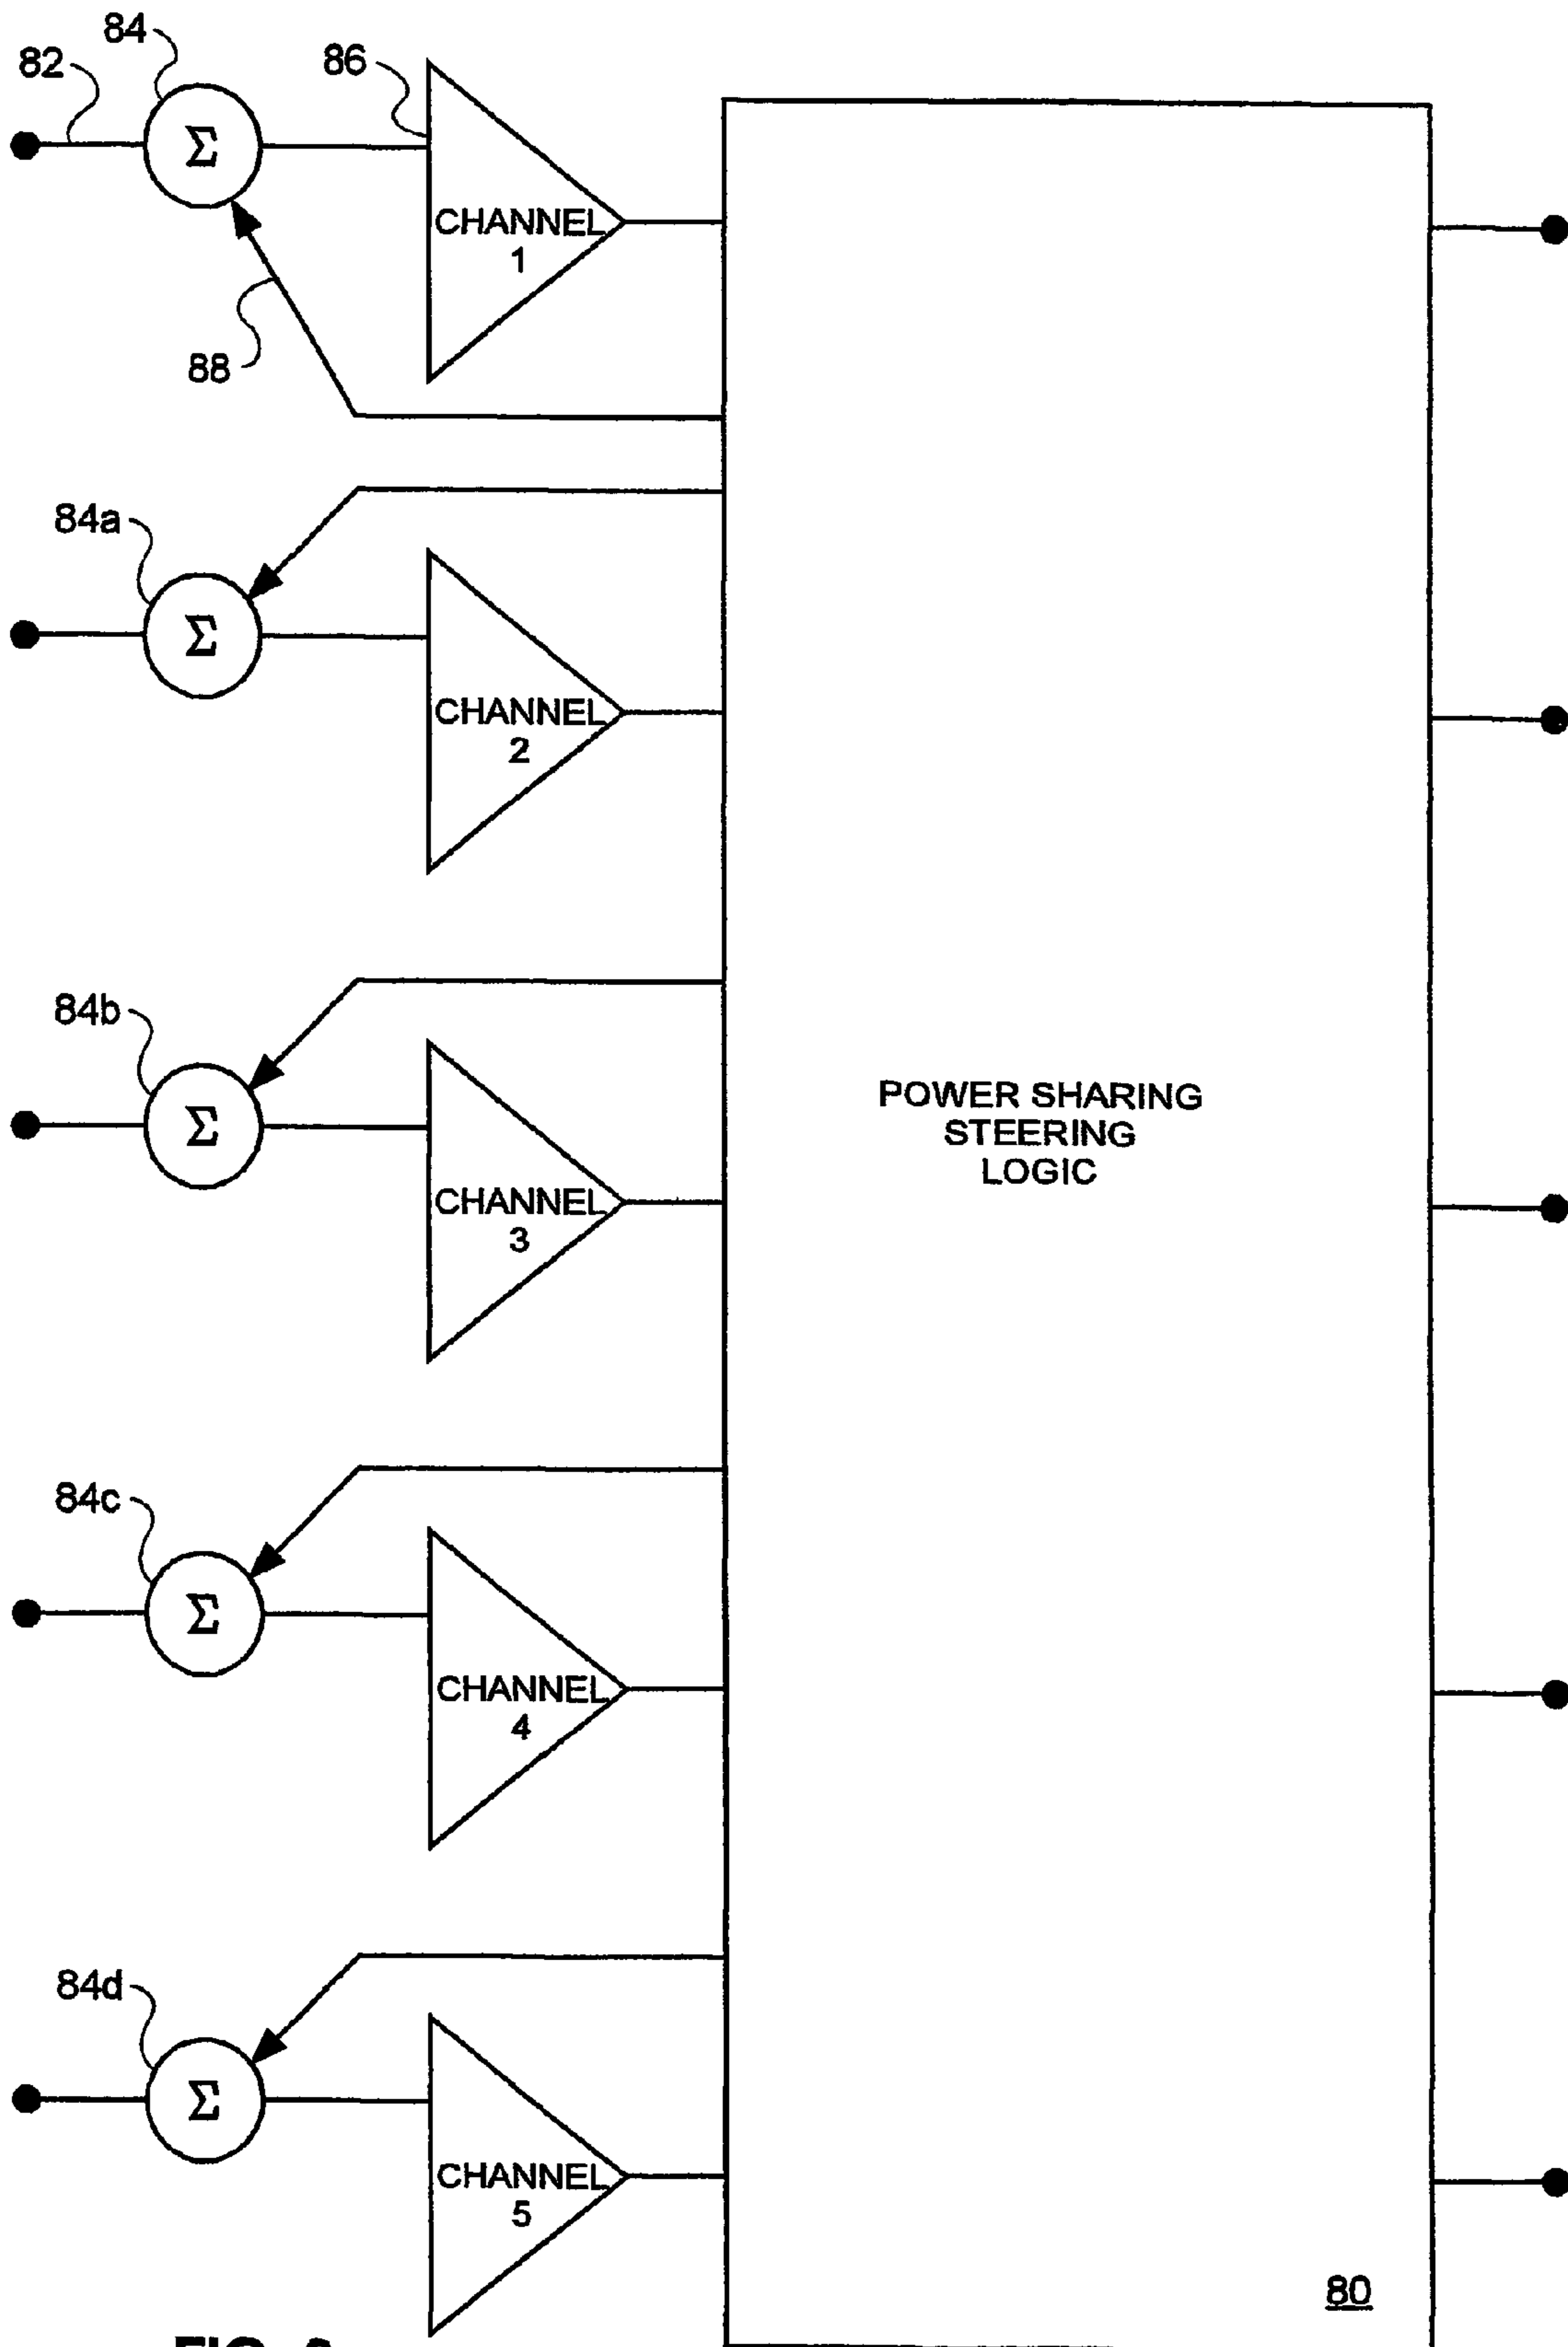 84
82
86
Σ
CHANNEL
1
88
84a
Σ
CHANNEL
2
84b
Σ
CHANNEL
3
POWER SHARING
STEERING
LOGIC
84c
Σ
CHANNEL
4
84d
Σ
CHANNEL
5
80
FIG.